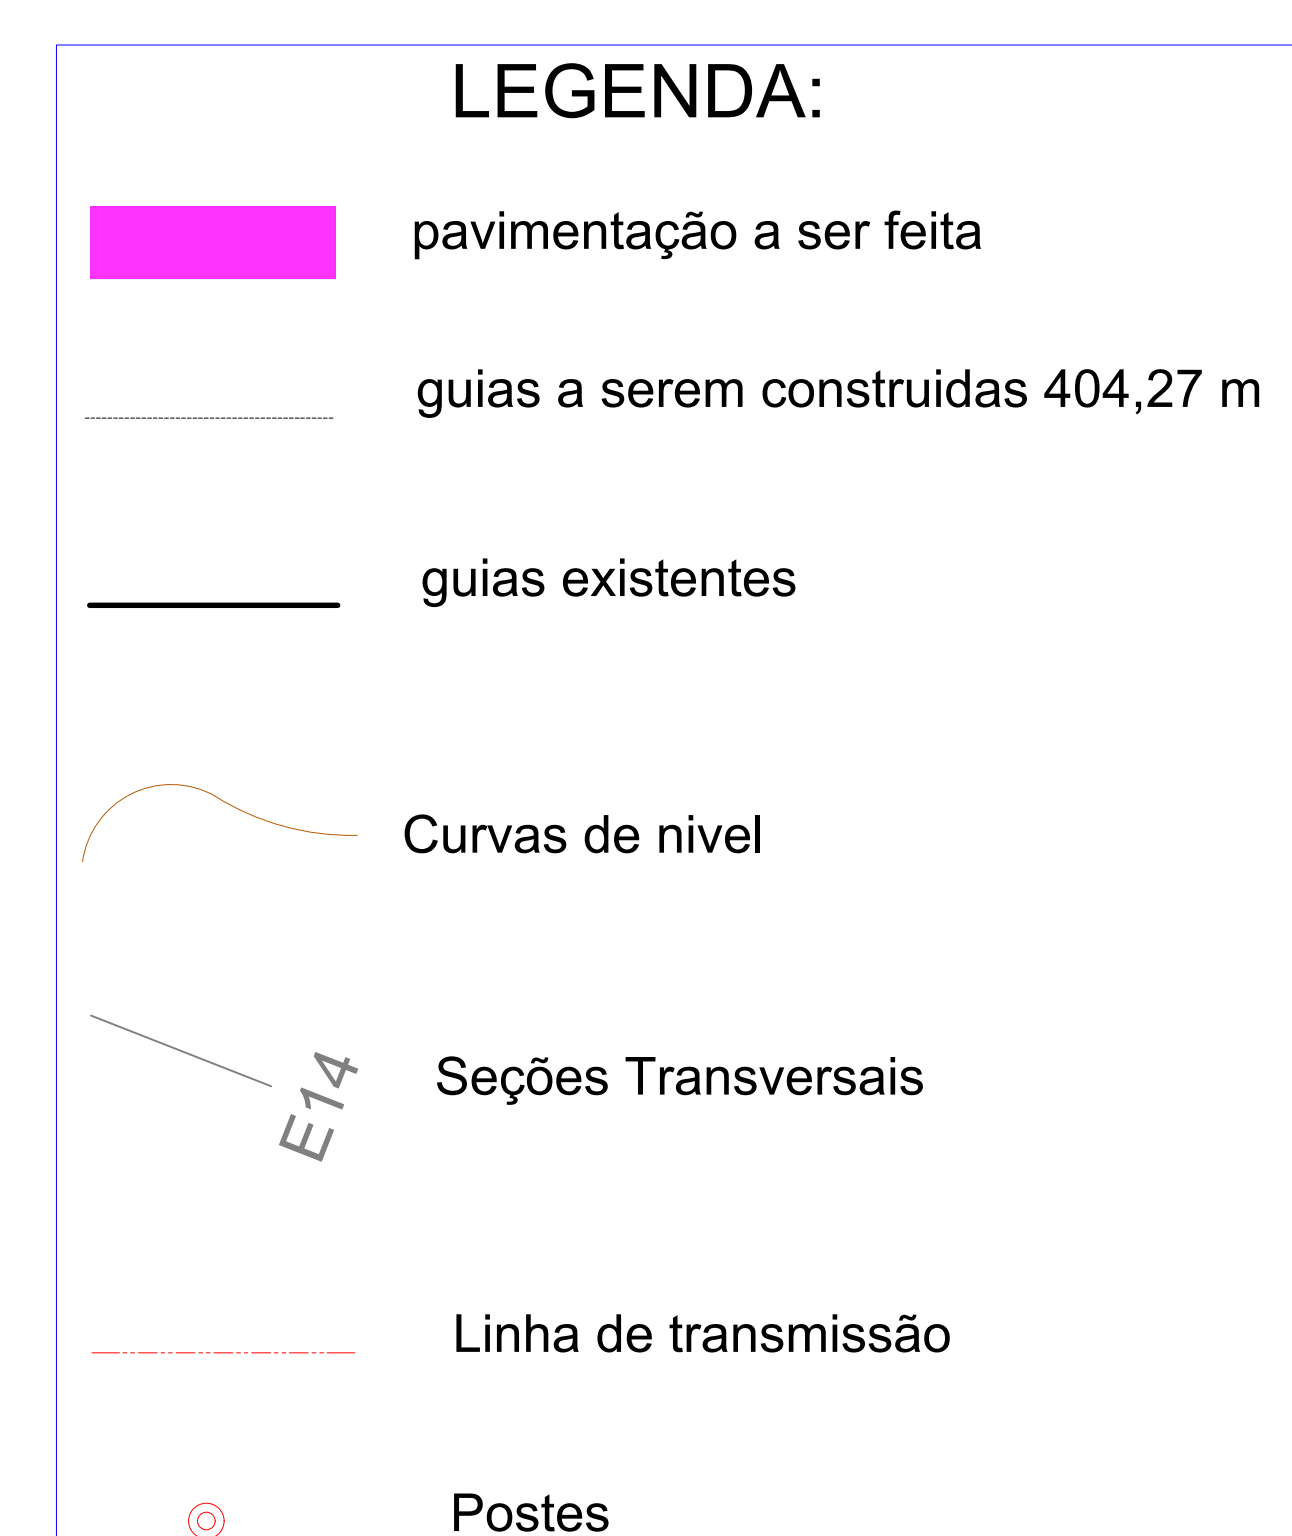 LEGENDA:
pavimentação a ser feita
guias a serem construidas 404,27 m
guias existentes
Curvas de nivel
E14
Seções Transversais
Linha de transmissão
Postes